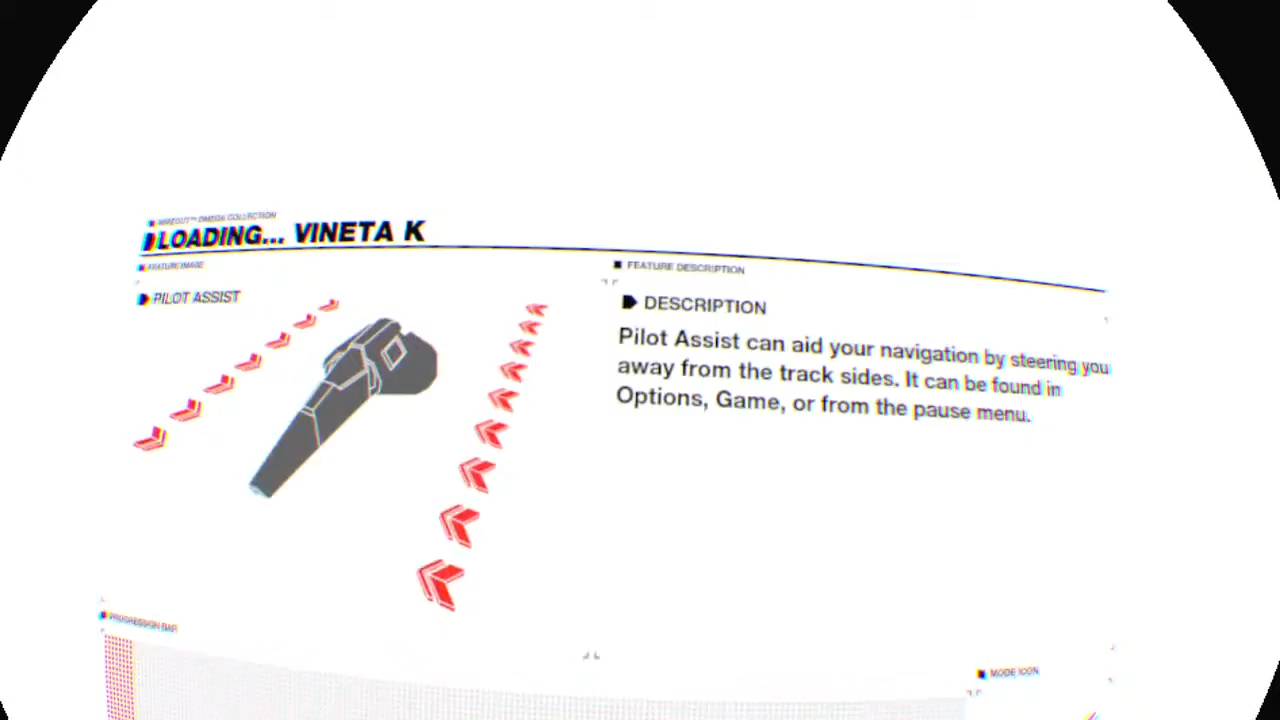 WIPEOUT™ OMEGA COLLECTION
LOADING... VINETA K
FEATURE IMAGE
FEATURE DESCRIPTION
PILOT ASSIST
DESCRIPTION
Pilot Assist can aid your navigation by steering you
away from the track sides. It can be found in
Options, Game, or from the pause menu.
PROGRESSION BAR
MODE ICON